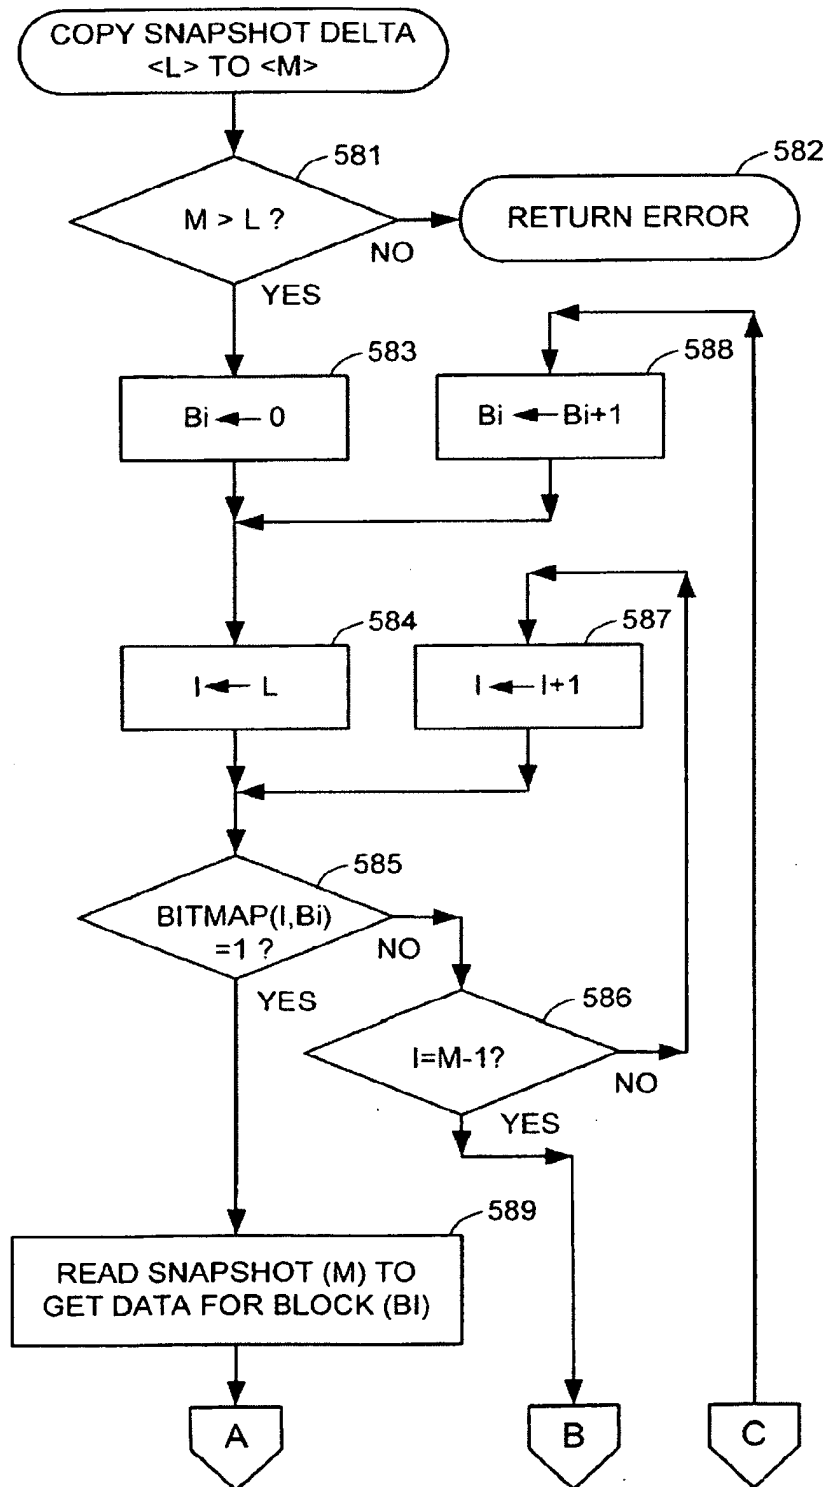 COPY SNAPSHOT DELTA
<L> TO <M>
581
M > L ?
NO
YES
582
RETURN ERROR
583
Bi ← 0
588
Bi ← Bi+1
584
I ← L
587
I ← I+1
585
BITMAP(I,Bi)
=1 ?
NO
YES
586
I=M-1?
NO
YES
589
READ SNAPSHOT (M) TO
GET DATA FOR BLOCK (BI)
A
B
C